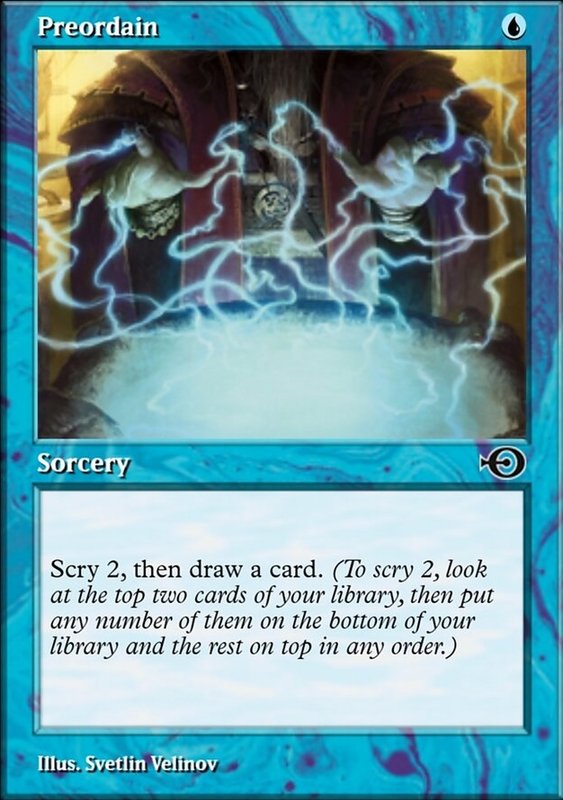 Preordain
Sorcery
Scry 2, then draw a card. (To scry 2, look
at the top two cards of your library, then put
any number of them on the bottom of your
library and the rest on top in any order.)
Illus. Svetlin Velinov